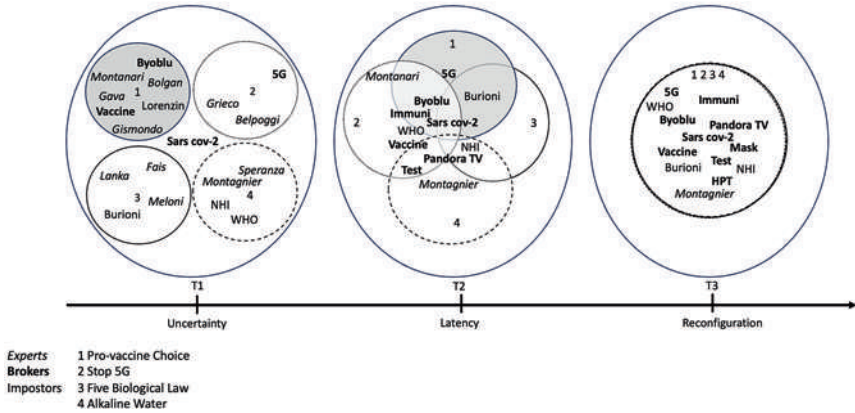 Byoblu
Montanari
Bolgan
Gava 1
Lorenzin
Vaccine
Gismondo
5G
2
Grieco
Belpoggi
Sars cov-2
Lanka
Fais
3
Meloni
Burioni
Speranza
Montagnier
4
NHI
WHO
1
Montanari
5G
Burioni
Byoblu
Immuni
2
Sars cov-2
3
WHO
Vaccine
NHI
Pandora TV
Test
Montagnier
4
1 2 3 4
5G
WHO
Immuni
Byoblu
Pandora TV
Sars cov-2
Vaccine
Mask
Test
Burioni
NHI
HPT
Montagnier
T1
T2
T3
Uncertainty
Latency
Reconfiguration
Experts 1 Pro-vaccine Choice
Brokers 2 Stop 5G
Impostors 3 Five Biological Law
4 Alkaline Water